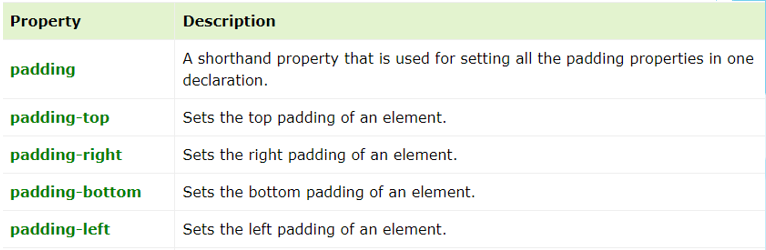 Property Description
padding A shorthand property that is used for setting all the padding properties in one
declaration.
padding-top Sets the top padding of an element.
padding-right Sets the right padding of an element.
padding-bottom Sets the bottom padding of an element.
padding-left Sets the left padding of an element.